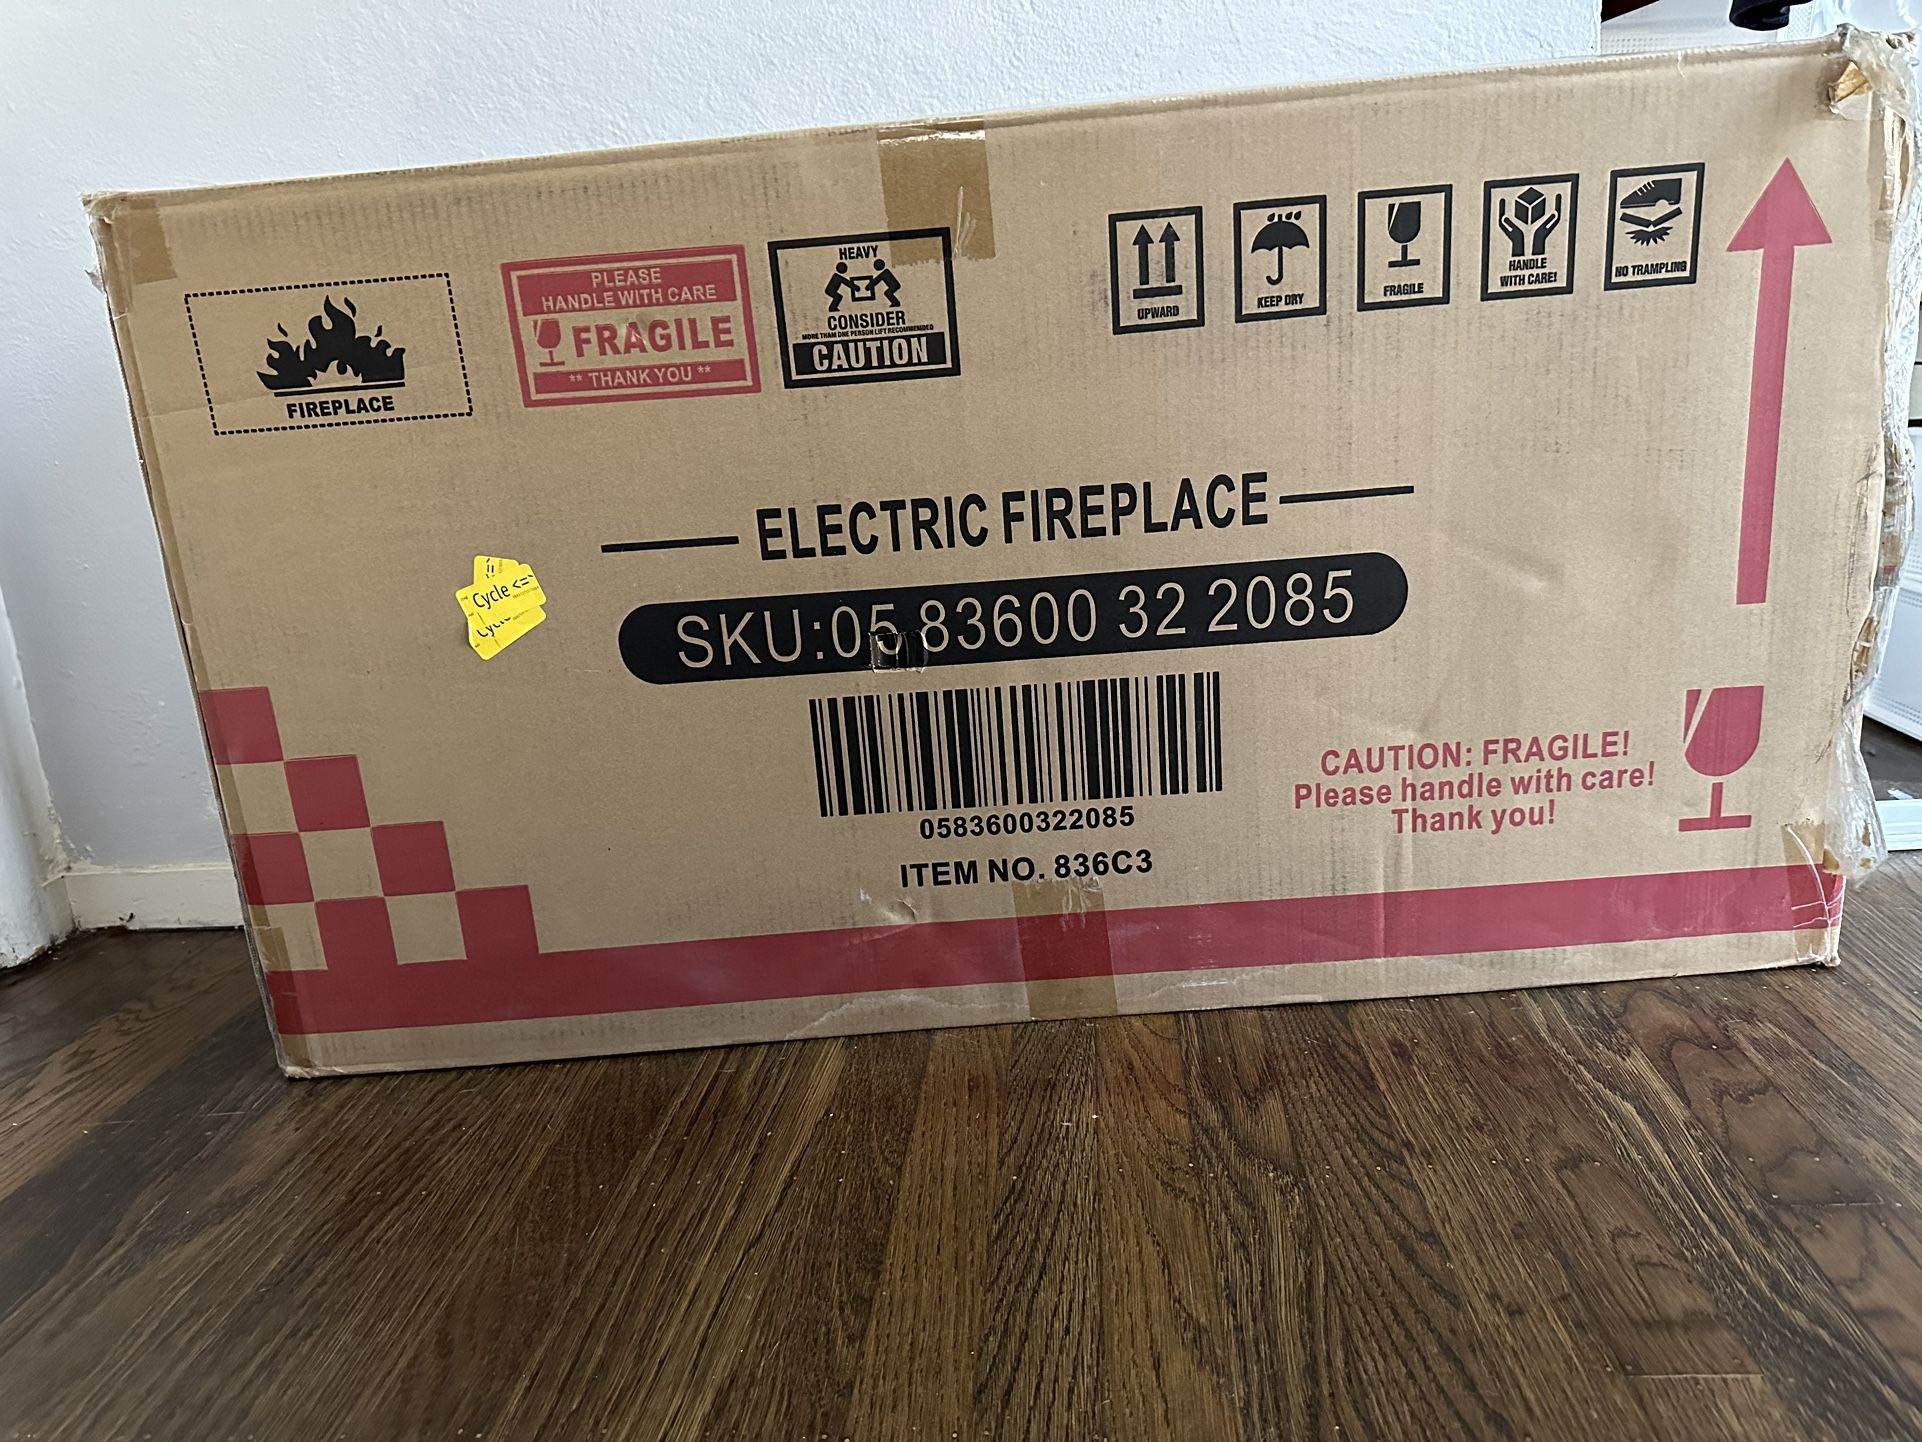 FIREPLACE
PLEASE
HANDLE WITH CARE
FRAGILE
** THANK YOU **
HEAVY
CONSIDER
MORE THAM ONE PERSON LIFT RECOMMENDED
CAUTION
UPWARD
KEEP DRY
FRAGILE
HANDLE
WITH CARE!
NO TRAMPLING
ELECTRIC FIREPLACE
Cycle <=
SKU:05 83600 32 2085
0583600322085
ITEM NO. 836C3
CAUTION: FRAGILE!
Please handle with care!
Thank you!